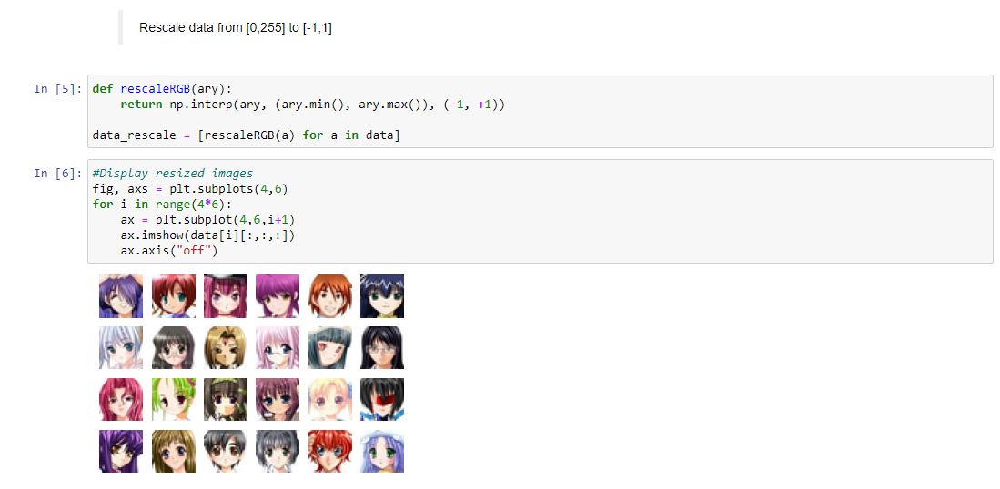 Rescale data from [0,255] to [-1,1]
In [5]: def rescaleRGB(ary):
    return np.interp(ary, (ary.min(), ary.max()), (-1, +1))
data_rescale = [rescaleRGB(a) for a in data]
In [6]: #Display resized images
fig, axs = plt.subplots(4,6)
for i in range(4*6):
    ax = plt.subplot(4,6,i+1)
    ax.imshow(data[i][:,:,:])
    ax.axis("off")